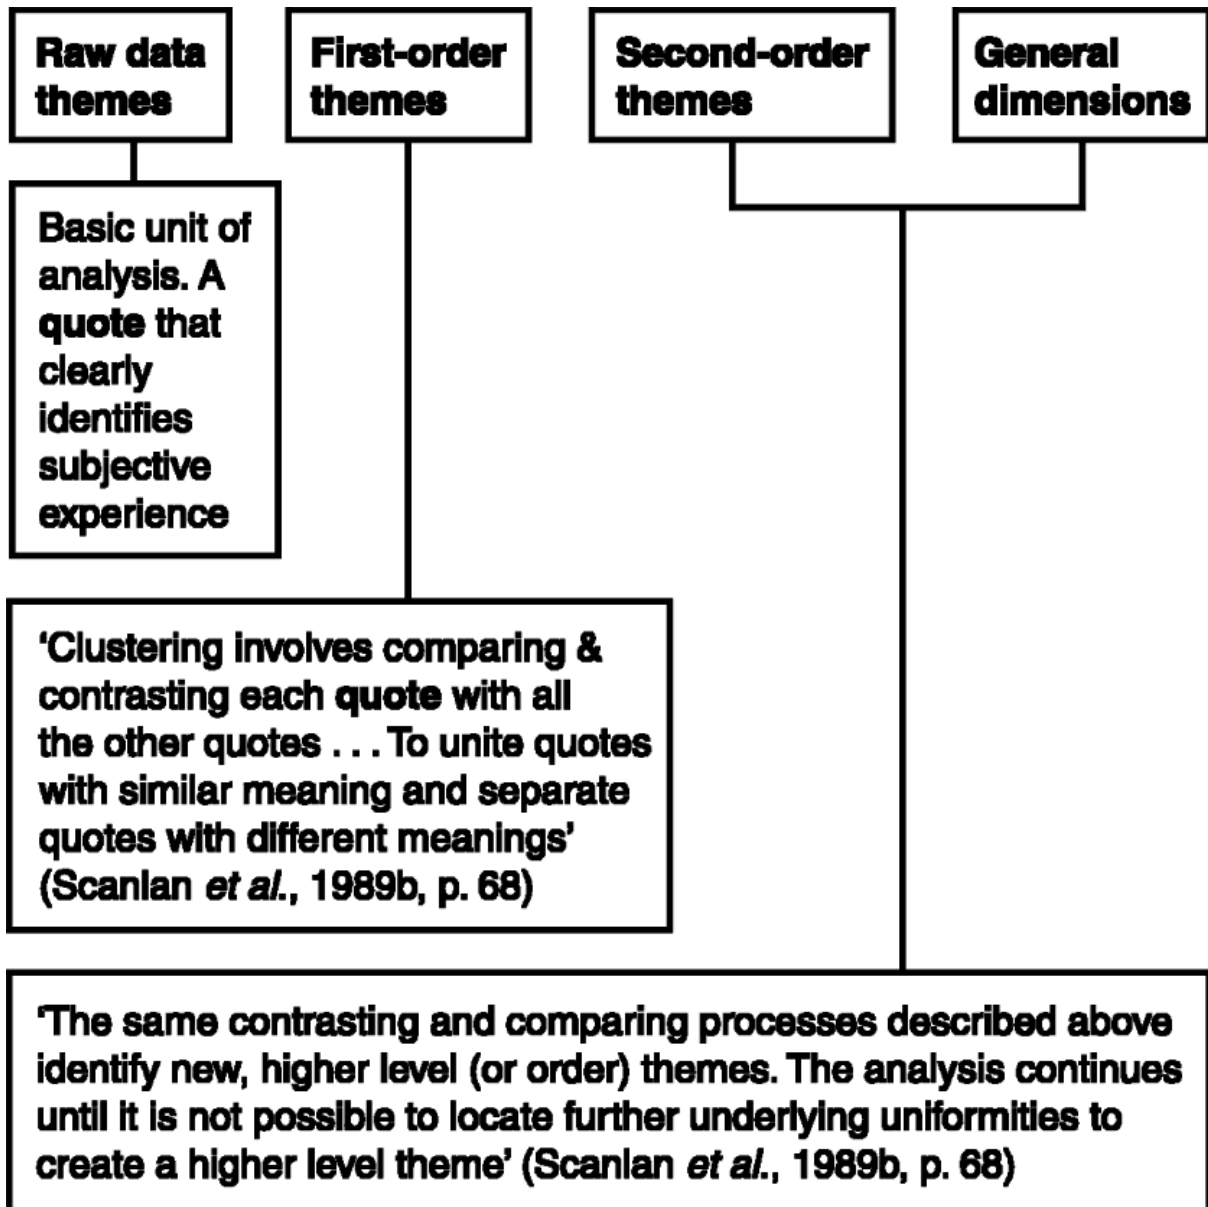 Raw data
themes
First-order
themes
Second-order
themes
General
dimensions
Basic unit of
analysis. A
quote that
clearly
identifies
subjective
experience
‘Clustering involves comparing &
contrasting each quote with all
the other quotes . . . To unite quotes
with similar meaning and separate
quotes with different meanings’
(Scanlan et al., 1989b, p. 68)
‘The same contrasting and comparing processes described above
identify new, higher level (or order) themes. The analysis continues
until it is not possible to locate further underlying uniformities to
create a higher level theme’ (Scanlan et al., 1989b, p. 68)